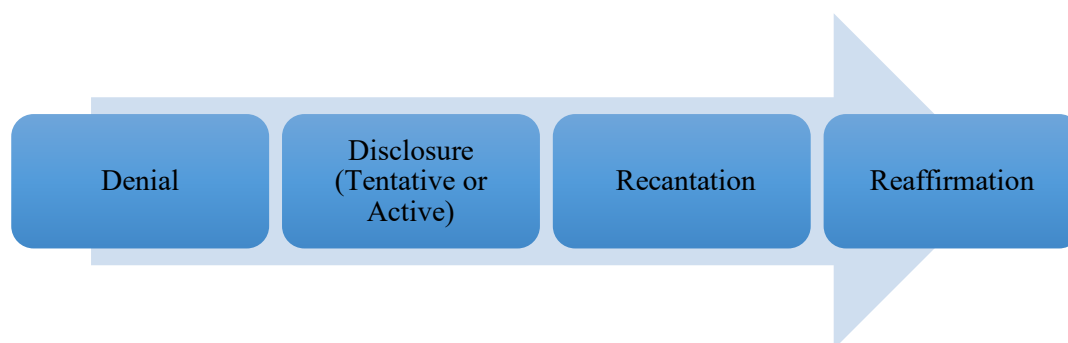 Denial
Disclosure
(Tentative or
Active)
Recantation
Reaffirmation